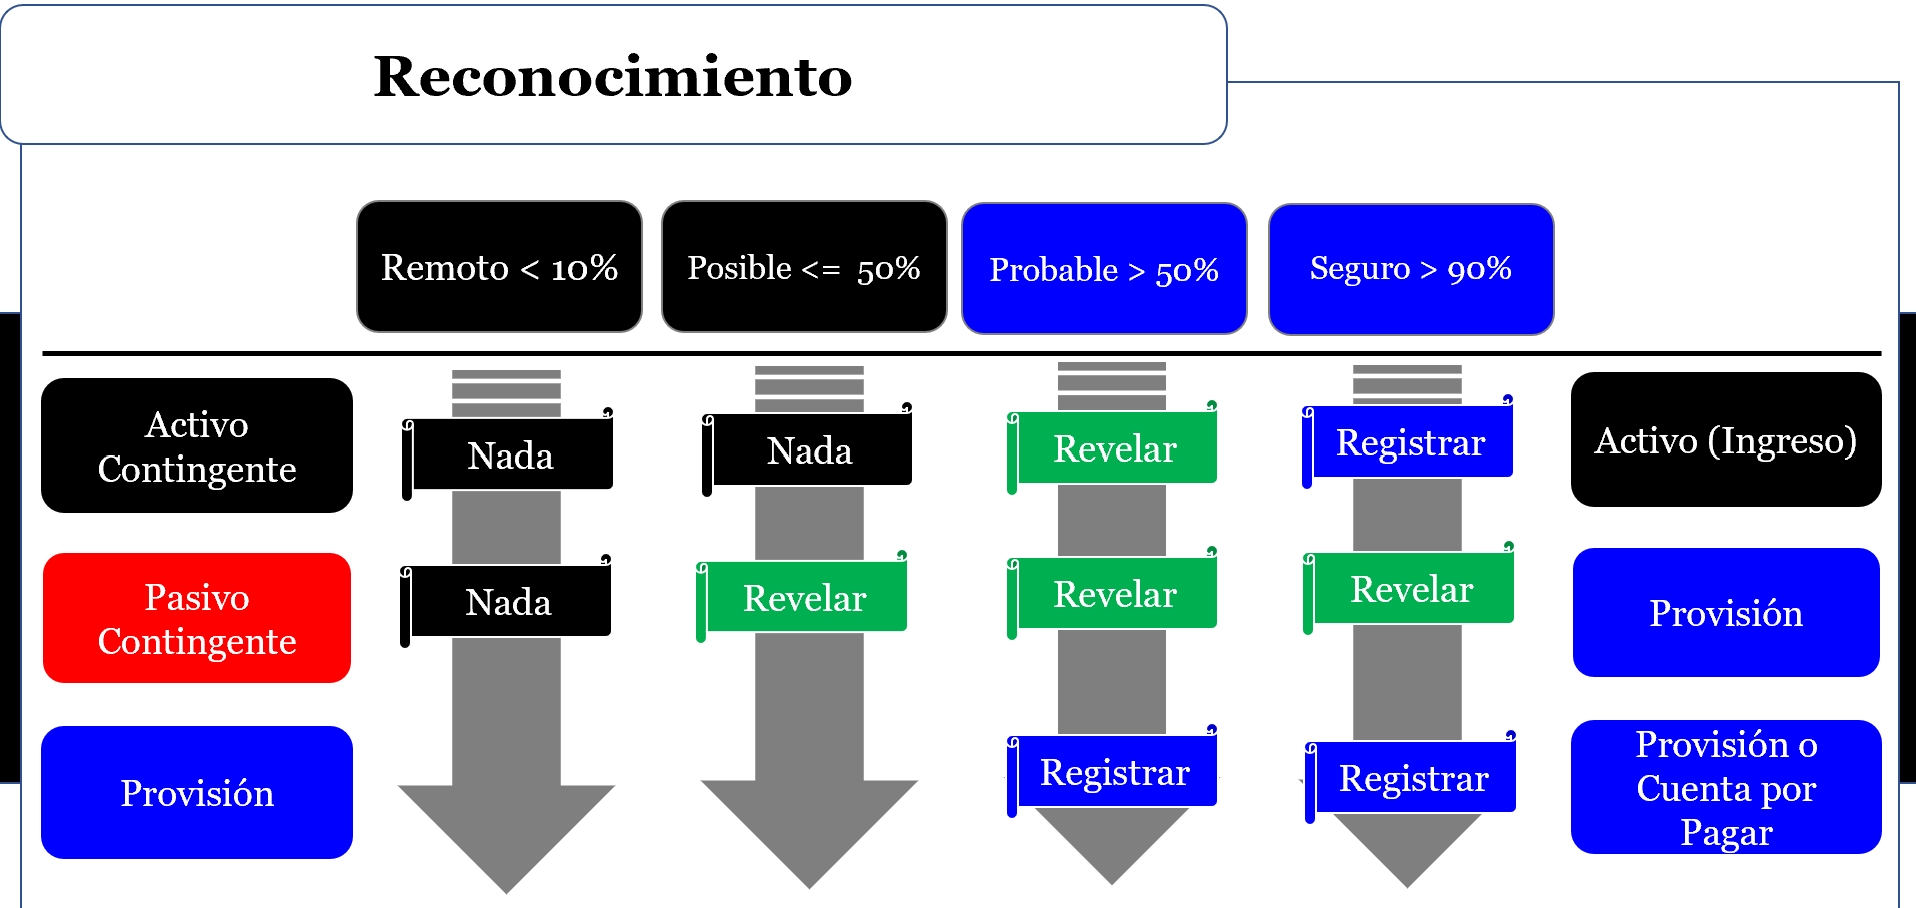 Reconocimiento
Remoto < 10%
Posible <= 50%
Probable > 50%
Seguro > 90%
Activo
Contingente
Nada
Nada
Revelar
Registrar
Activo (Ingreso)
Pasivo
Contingente
Nada
Revelar
Revelar
Revelar
Provisión
Provisión
Registrar
Registrar
Provisión o
Cuenta por
Pagar